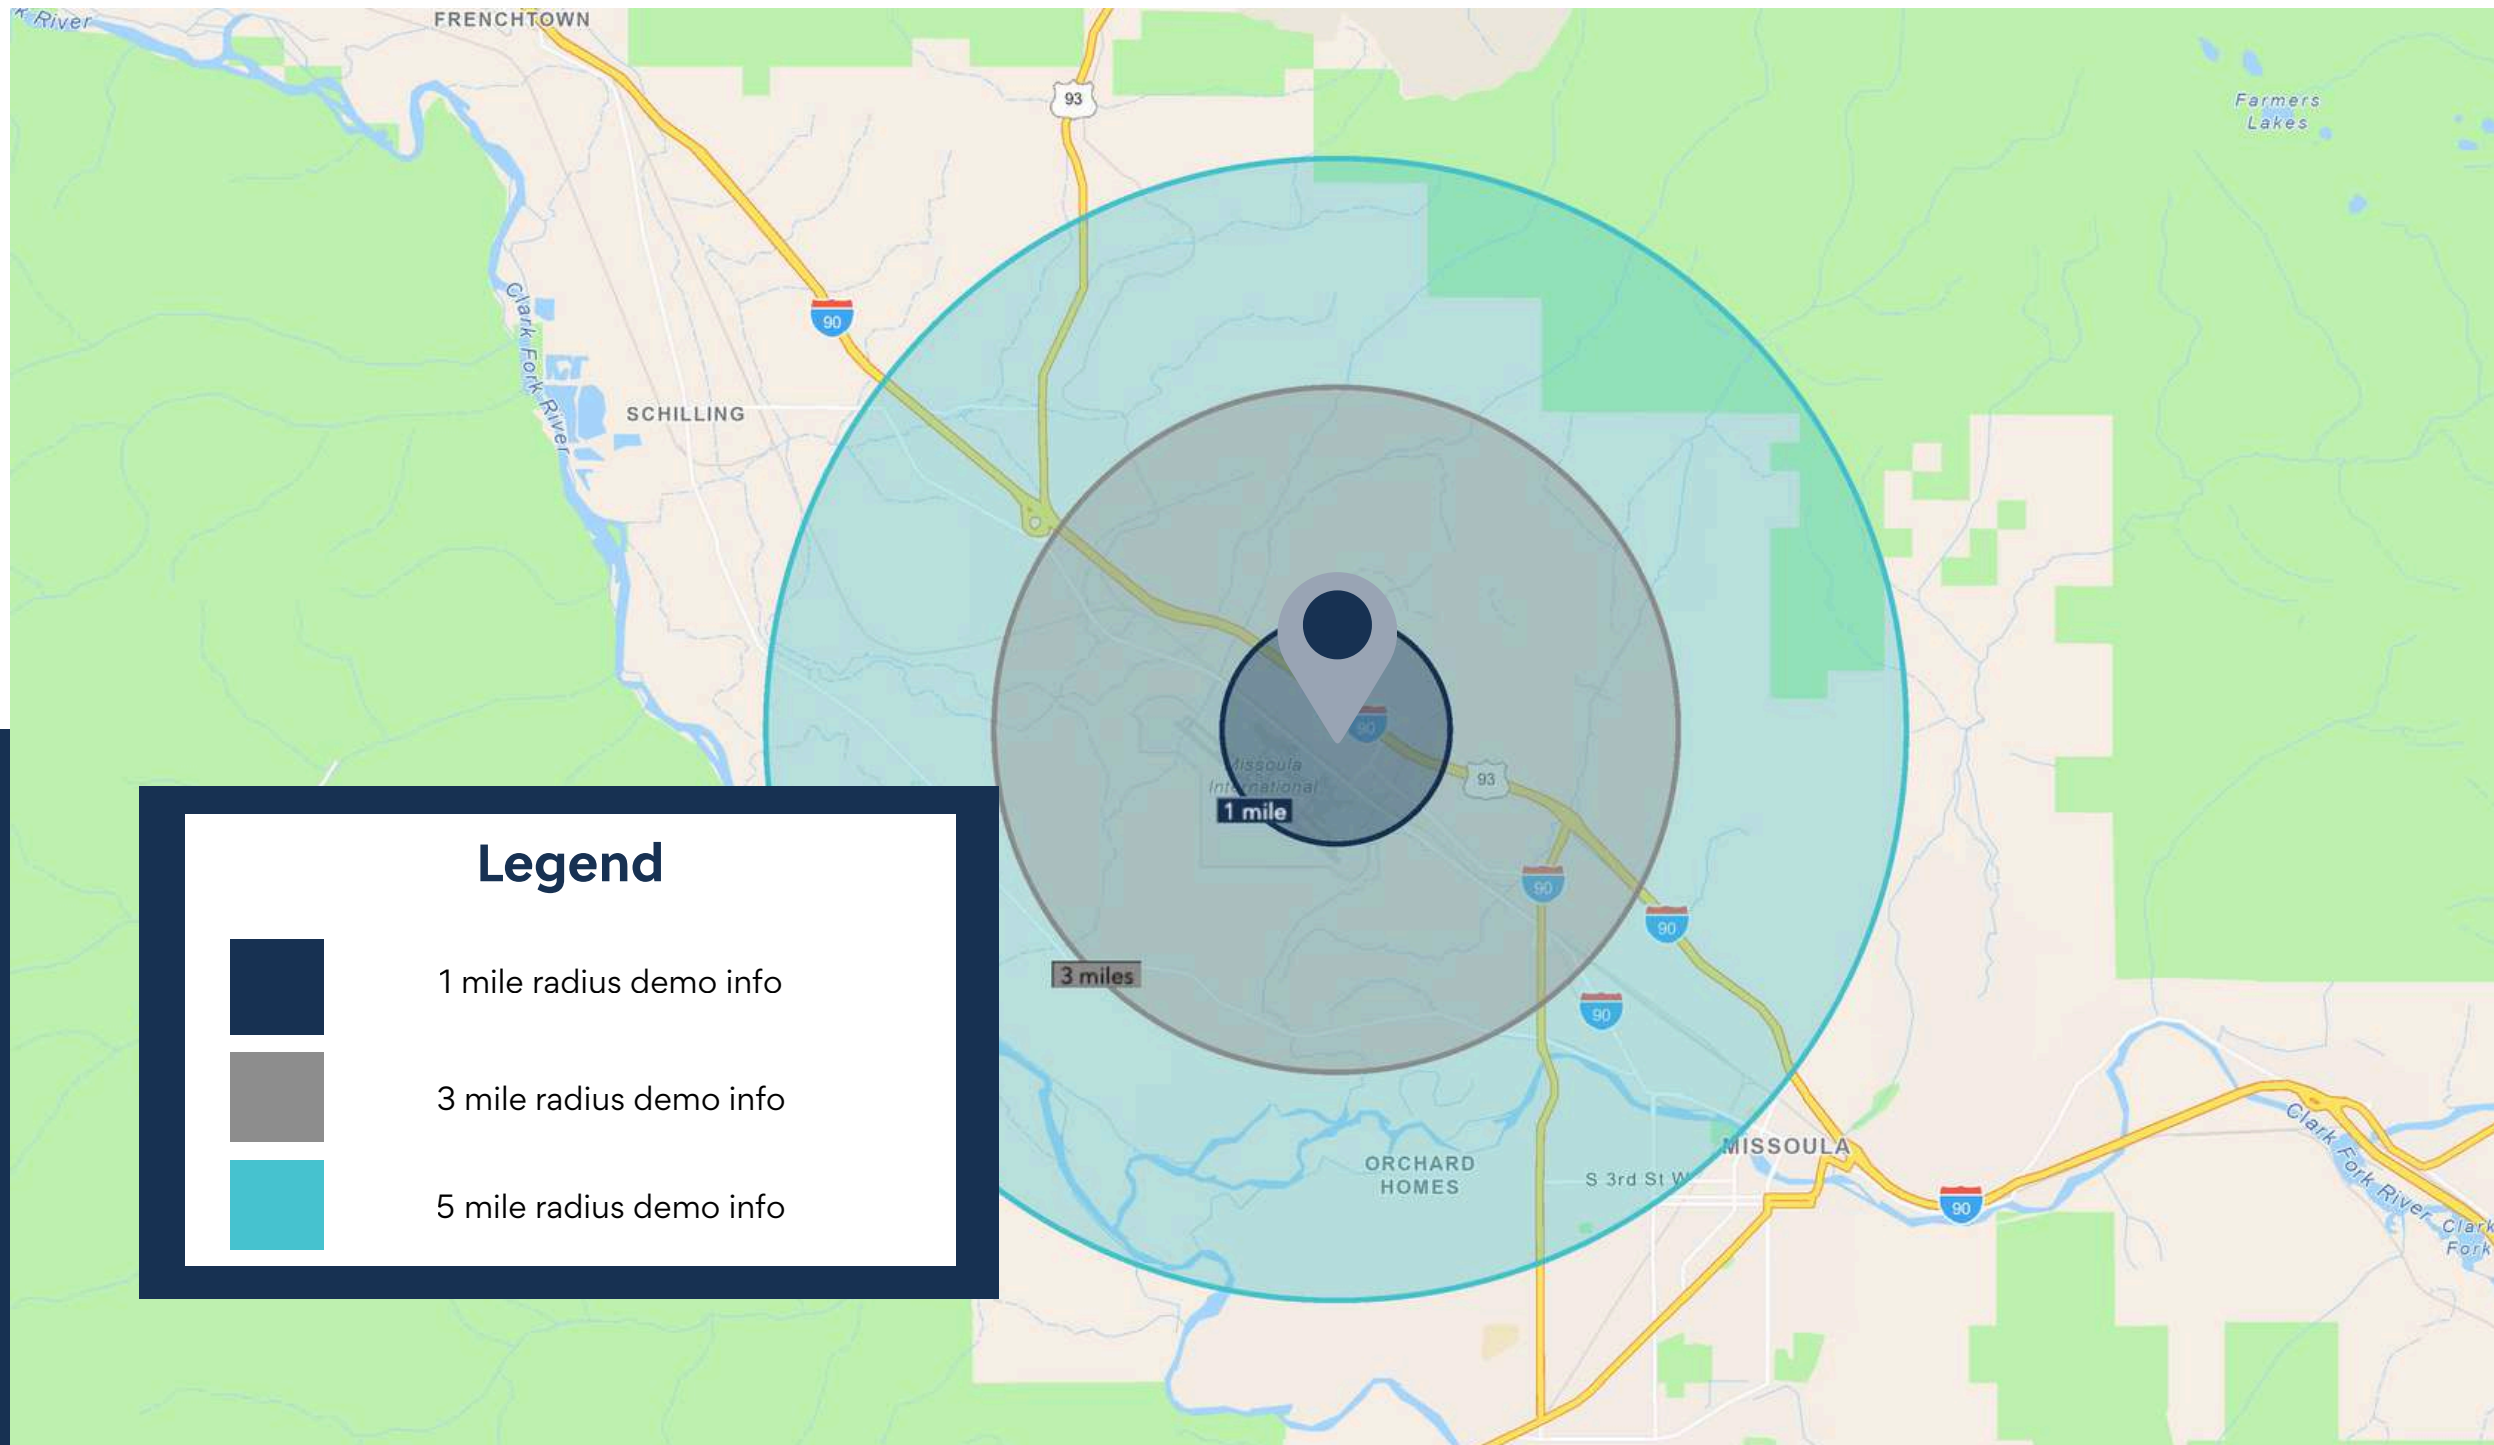 k River
FRENCHTOWN
93
Farmers
Lakes
Clark Fork River
90
SCHILLING
90
Missoula
International
93
1 mile
Legend
90
90
1 mile radius demo info
3 miles
90
3 mile radius demo info
MISSOULA
ORCHARD
HOMES
S 3rd St W
Clark Fork River
90
5 mile radius demo info
Clark
Fork